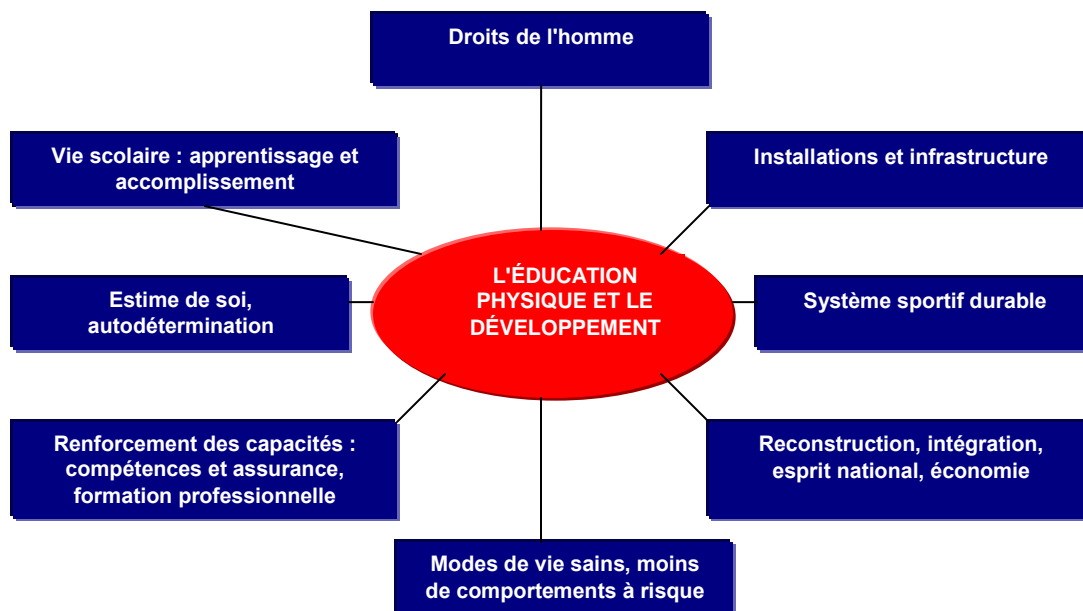 Droits de l'homme
Vie scolaire : apprentissage et
accomplissement
Installations et infrastructure
L'ÉDUCATION
PHYSIQUE ET LE
DÉVELOPPEMENT
Estime de soi,
autodétermination
Système sportif durable
Renforcement des capacités :
compétences et assurance,
formation professionnelle
Reconstruction, intégration,
esprit national, économie
Modes de vie sains, moins
de comportements à risque